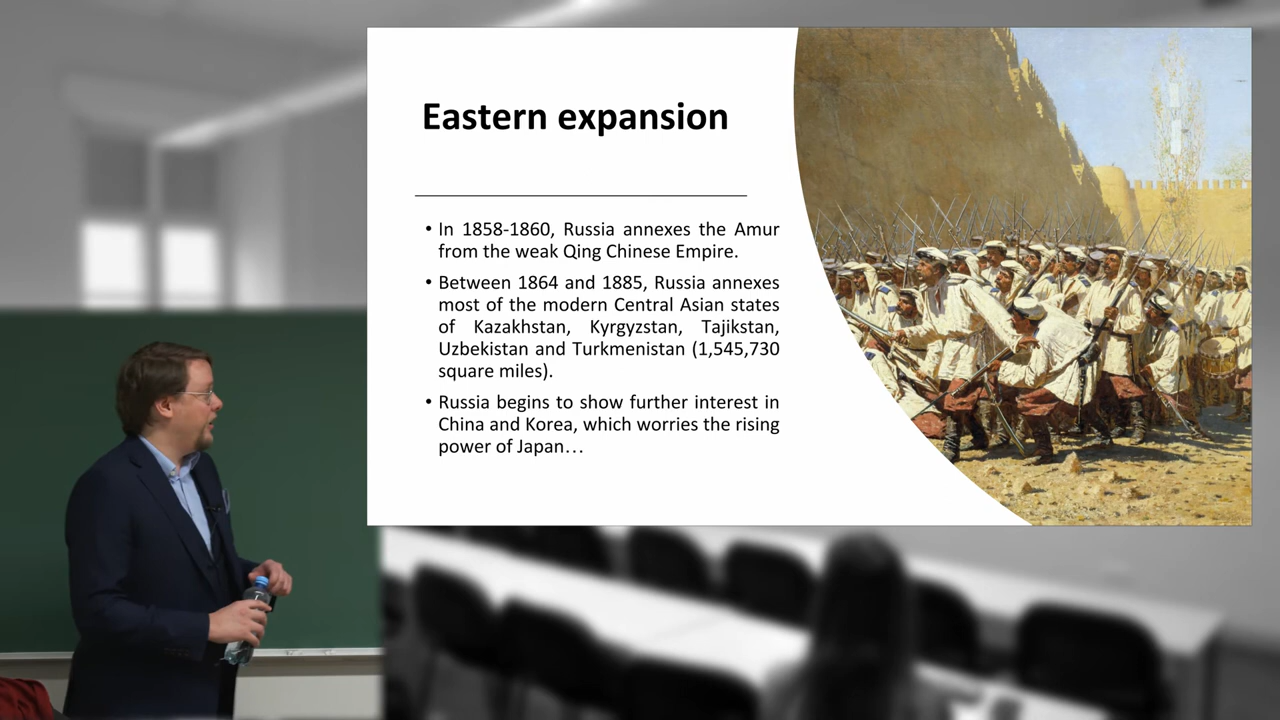 Eastern expansion
• In 1858-1860, Russia annexes the Amur
from the weak Qing Chinese Empire.
• Between 1864 and 1885, Russia annexes
most of the modern Central Asian states
of Kazakhstan, Kyrgyzstan, Tajikistan,
Uzbekistan and Turkmenistan (1,545,730
square miles).
• Russia begins to show further interest in
China and Korea, which worries the rising
power of Japan…